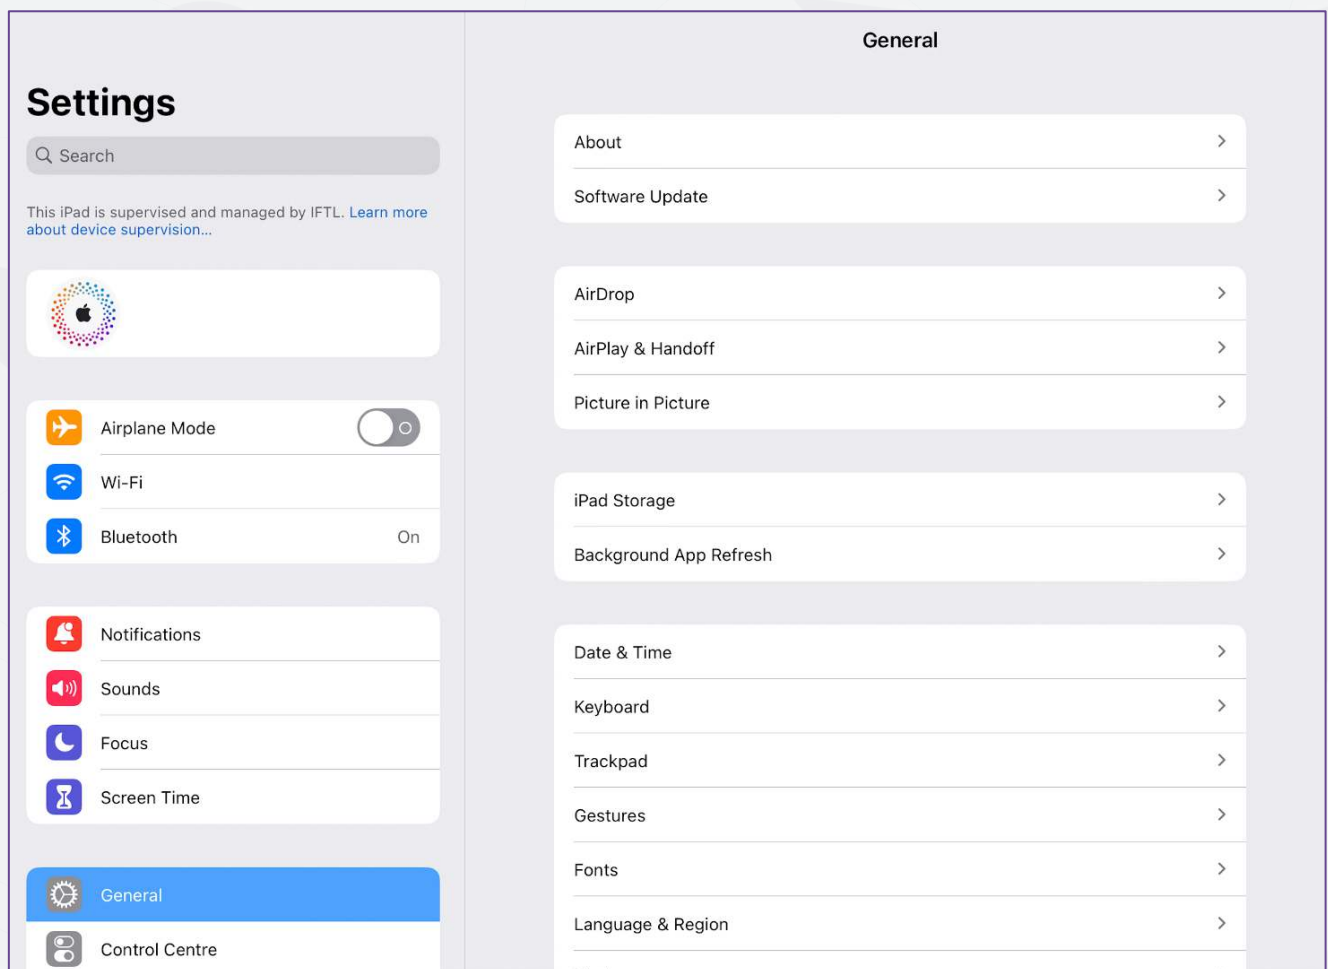 General
Settings
Search
This iPad is supervised and managed by IFTL. Learn more
about device supervision...
Airplane Mode
Wi-Fi
Bluetooth On
Notifications
Sounds
Focus
Screen Time
General
Control Centre
About
Software Update
AirDrop
AirPlay & Handoff
Picture in Picture
iPad Storage
Background App Refresh
Date & Time
Keyboard
Trackpad
Gestures
Fonts
Language & Region